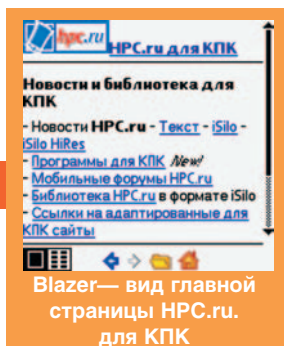 hpc.ru HPC.ru для КПК
Новости и библиотека для
КПК
- Новости HPC.ru - Текст - iSilo -
iSilo HiRes
- Программы для КПК New!
- Мобильные форумы HPC.ru
- Библиотека HPC.ru в формате iSilo
- Ссылки на адаптированные для
КПК сайты
Blazer— вид главной
страницы HPC.ru.
для КПК